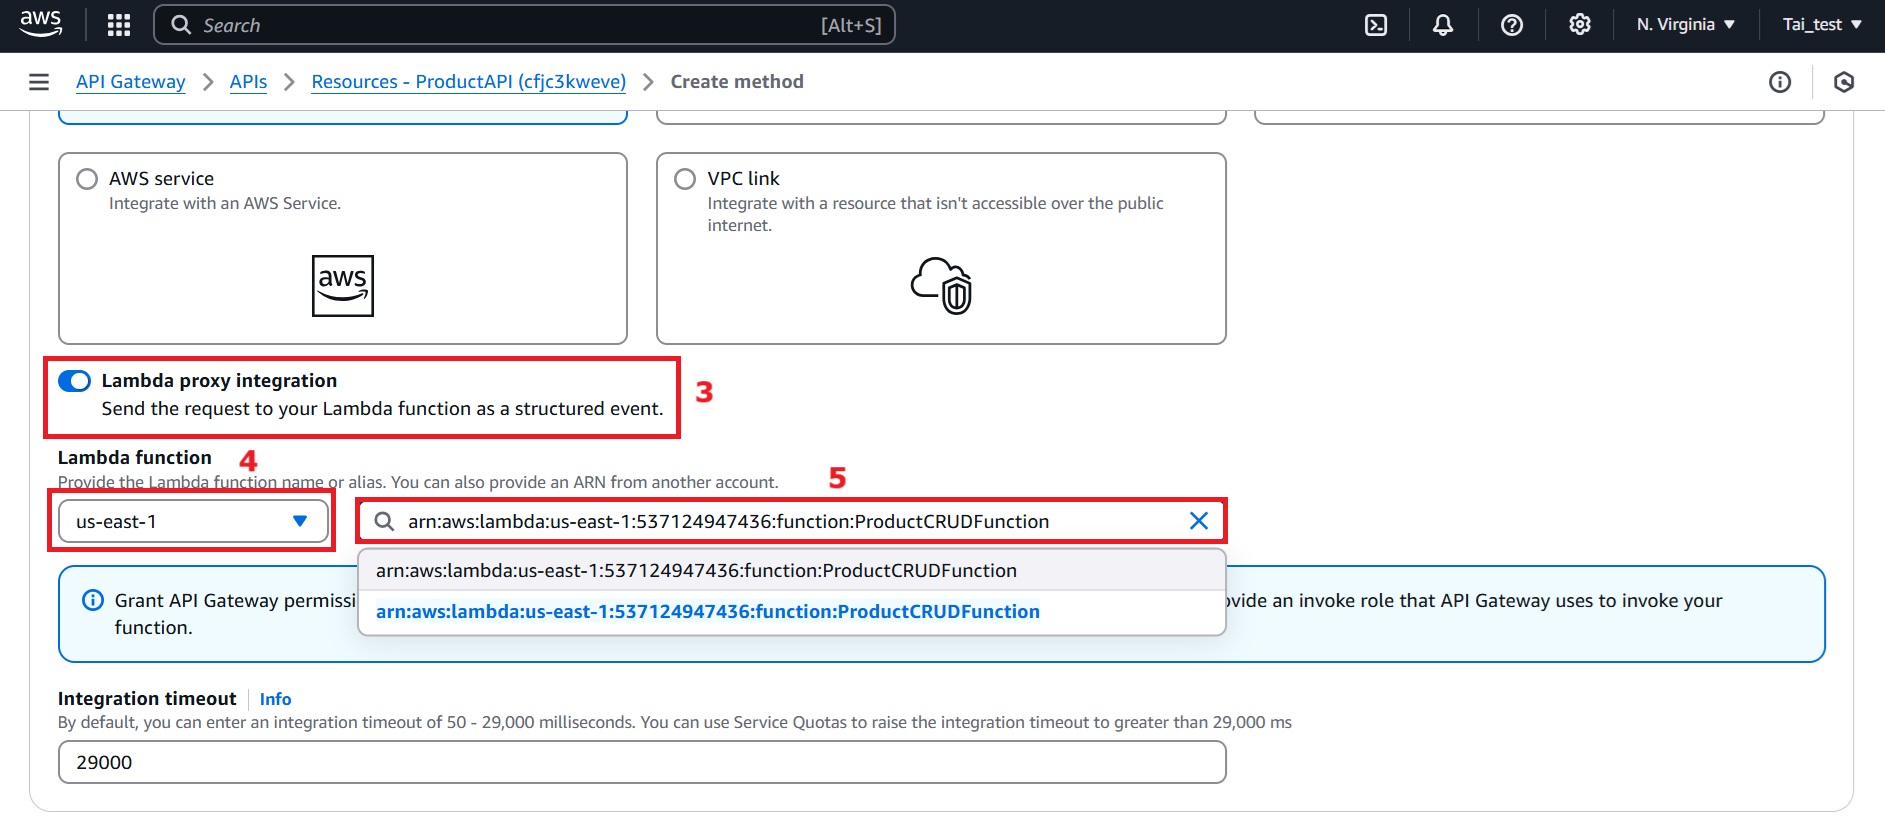 aws
Search
[Alt+S]
N. Virginia
Tai_test
API Gateway
APIs
Resources - ProductAPI (cfjc3kweve)
Create method
AWS service
Integrate with an AWS Service.
aws
VPC link
Integrate with a resource that isn't accessible over the public
internet.
Lambda proxy integration
Send the request to your Lambda function as a structured event.
3
Lambda function
4
Provide the Lambda function name or alias. You can also provide an ARN from another account.
5
us-east-1
arn:aws:lambda:us-east-1:537124947436:function:ProductCRUDFunction
arn:aws:lambda:us-east-1:537124947436:function:ProductCRUDFunction
arn:aws:lambda:us-east-1:537124947436:function:ProductCRUDFunction
Grant API Gateway permissi
ovide an invoke role that API Gateway uses to invoke your
function.
Integration timeout
Info
By default, you can enter an integration timeout of 50 - 29,000 milliseconds. You can use Service Quotas to raise the integration timeout to greater than 29,000 ms
29000